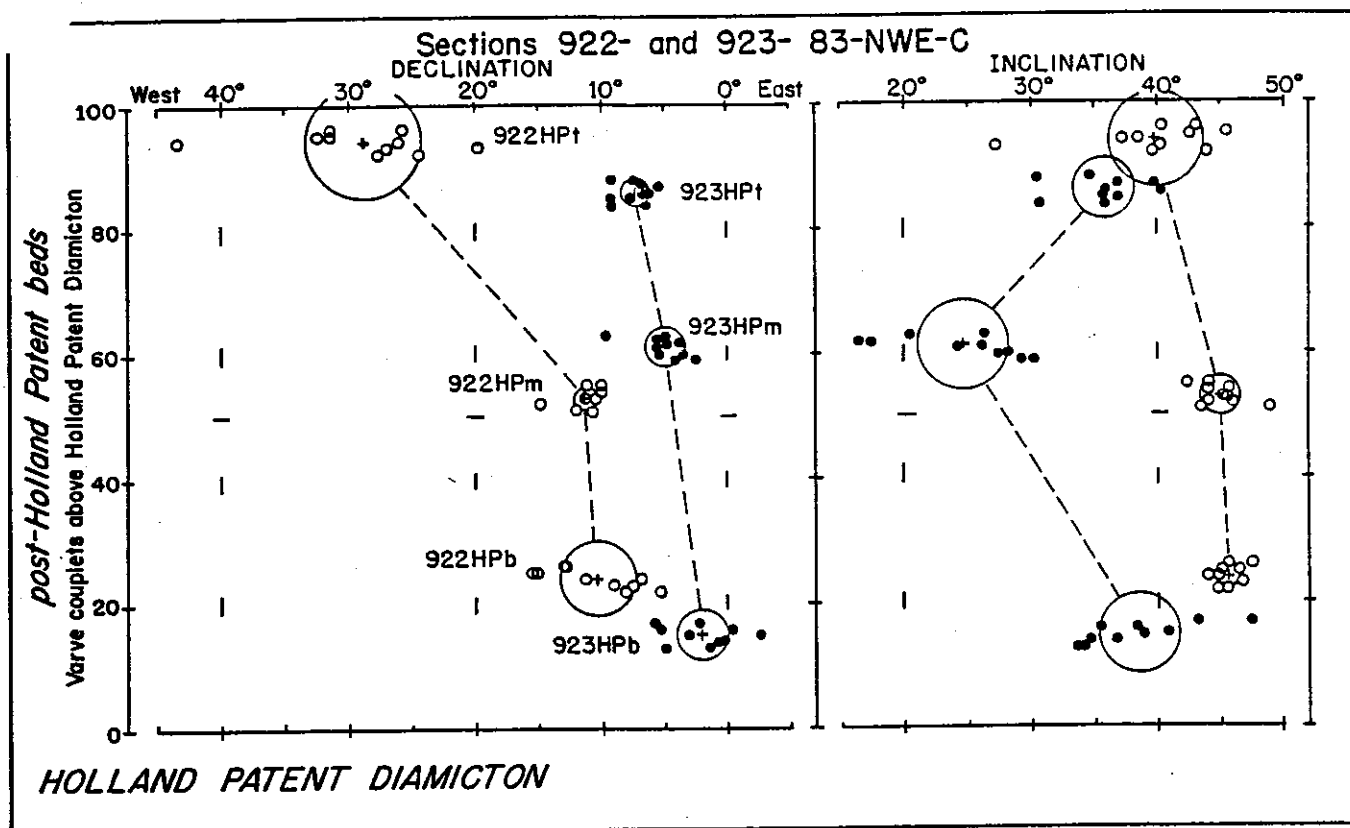 Sections 922- and 923- 83-NWE-C
DECLINATION
INCLINATION
West 40° 30° 20° 10° 0° East
20° 30° 40° 50°
100
80
60
40
20
0
post-Holland Patent beds
Varve couplets above Holland Patent Diamicton
922HPt
923HPt
923HPm
922HPm
922HPb
923HPb
HOLLAND PATENT DIAMICTON